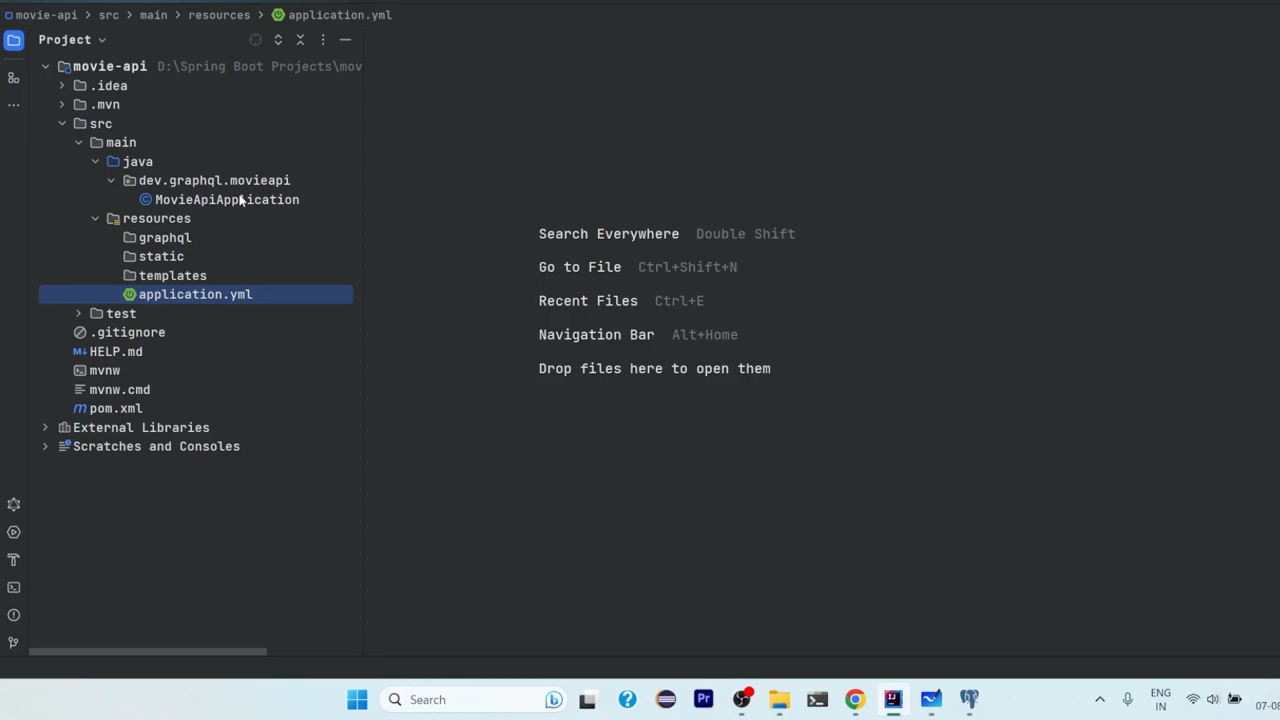 movie-api > src > main > resources > application.yml
Project
movie-api D:\Spring Boot Projects\mov
.idea
.mvn
src
main
java
dev.graphql.movieapi
MovieApiApplication
resources
graphql
static
templates
application.yml
test
.gitignore
HELP.md
mvnw
mvnw.cmd
pom.xml
External Libraries
Scratches and Consoles
Search Everywhere Double Shift
Go to File Ctrl+Shift+N
Recent Files Ctrl+E
Navigation Bar Alt+Home
Drop files here to open them
Search
Pr
ENG
IN
07-08